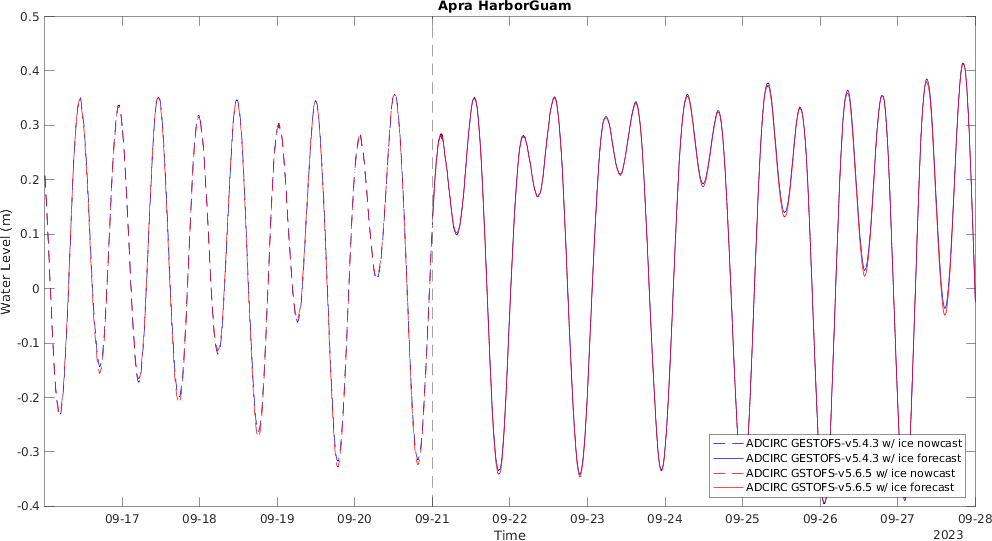 Apra HarborGuam
0.5
0.4
0.3
0.2
0.1
0
-0.1
-0.2
-0.3
-0.4
Water Level (m)
ADCIRC GESTOFS-v5.4.3 w/ ice nowcast
ADCIRC GESTOFS-v5.4.3 w/ ice forecast
ADCIRC GSTOFS-v5.6.5 w/ ice nowcast
ADCIRC GSTOFS-v5.6.5 w/ ice forecast
09-17 09-18 09-19 09-20 09-21 09-22 09-23 09-24 09-25 09-26 09-27 09-28
Time
2023